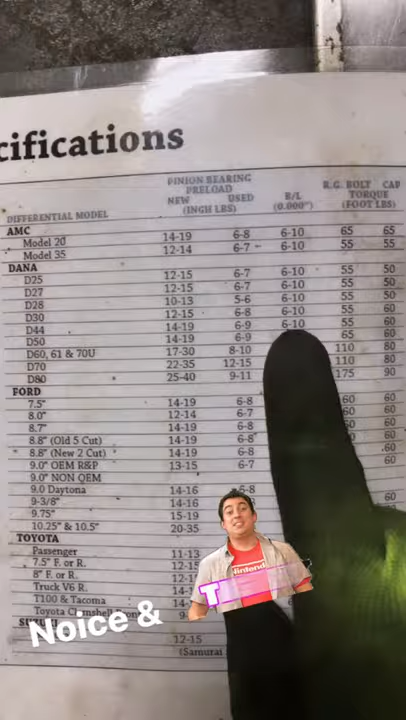 cifications
PINION BEARING
PRELOAD
R.G. BOLT CAP
NEW USED B/L TORQUE
DIFFERENTIAL MODEL (INCH LBS) (0.000") (FOOT LBS)
AMC
Model 20 14-19 6-8 6-10 65 65
Model 35 12-14 6-7 6-10 55 55
DANA
D25 12-15 6-7 6-10 55 50
D27 12-15 6-7 6-10 55 50
D28 10-13 5-6 6-10 55 50
D30 12-15 6-8 6-10 55 60
D44 14-19 6-9 6-10 55 60
D50 14-19 6-9 65 60
D60, 61 & 70U 17-30 8-10 110 80
D70 22-35 12-15 110 80
D80 25-40 9-11 175 90
FORD
7.5" 14-19 6-8 60 60
8.0" 12-14 6-7 60
8.7" 14-19 6-8 60
8.8" (Old 5 Cut) 14-19 6-8 60
8.8" (New 2 Cut) 14-19 6-8 60
9.0" OEM R&P 13-15 6-7 60
9.0" NON OEM
9.0 Daytona 14-16 6-8
9-3/8" 14-16 60
9.75" 15-19
10.25" & 10.5" 20-35
TOYOTA
Passenger 11-13
7.5" F. or R.
8" F. or R.
Truck V6 R.
T100 & Tacoma
Toyota
12-15
(Samurai
Nintendo
T
Noice &